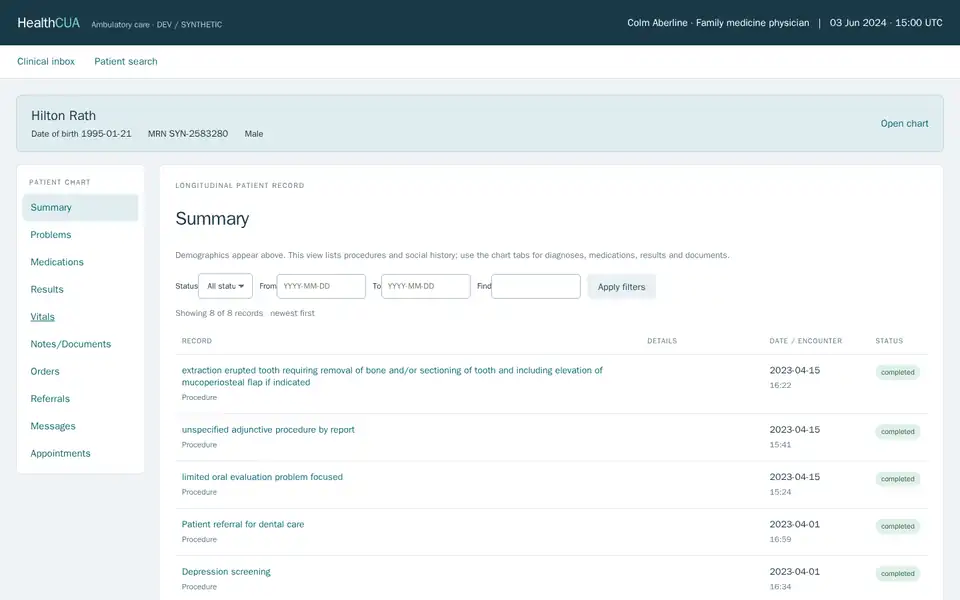 HealthCUA Ambulatory care · DEV / SYNTHETIC
Colm Aberline · Family medicine physician | 03 Jun 2024 · 15:00 UTC
Clinical inbox Patient search
Hilton Rath
Date of birth 1995-01-21 MRN SYN-2583280 Male
Open chart
PATIENT CHART
Summary
Problems
Medications
Results
Vitals
Notes/Documents
Orders
Referrals
Messages
Appointments
LONGITUDINAL PATIENT RECORD
Summary
Demographics appear above. This view lists procedures and social history; use the chart tabs for diagnoses, medications, results and documents.
Status All statu From YYYY-MM-DD To YYYY-MM-DD Find Apply filters
Showing 8 of 8 records newest first
RECORD DETAILS DATE / ENCOUNTER STATUS
extraction erupted tooth requiring removal of bone and/or sectioning of tooth and including elevation of 2023-04-15 completed
mucoperiosteal flap if indicated 16:22
Procedure
unspecified adjunctive procedure by report 2023-04-15 completed
Procedure 15:41
limited oral evaluation problem focused 2023-04-15 completed
Procedure 15:24
Patient referral for dental care 2023-04-01 completed
Procedure 16:59
Depression screening 2023-04-01 completed
Procedure 16:34